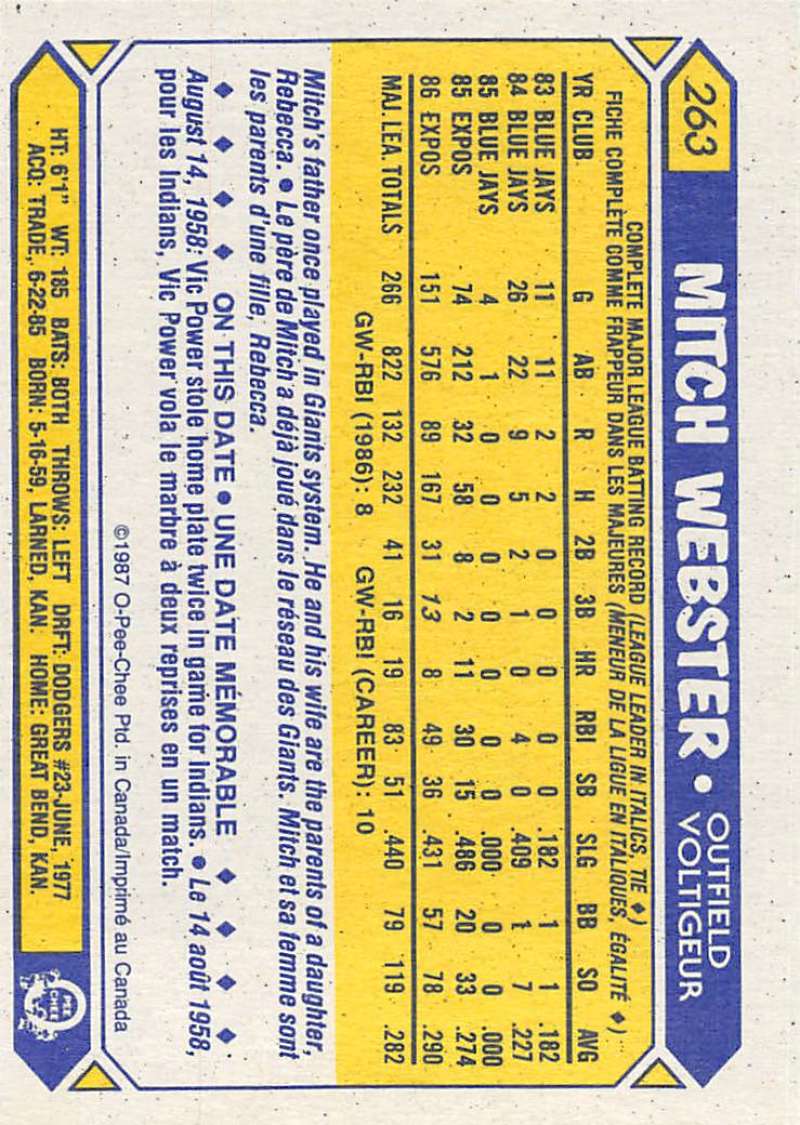 263 MITCH WEBSTER • OUTFIELD
VOLTIGEUR
COMPLETE MAJOR LEAGUE BATTING RECORD (LEAGUE LEADER IN ITALICS, TIE ♦)
FICHE COMPLÈTE COMME FRAPPEUR DANS LES MAJEURES (MENEUR DE LA LIGUE EN ITALIQUES, ÉGALITÉ ♦)
YR CLUB G AB R H 2B 3B HR RBI SB SLG BB SO AVG
83 BLUE JAYS 11 11 2 2 0 0 0 0 0 .182 1 1 .182
84 BLUE JAYS 26 22 9 5 2 1 0 4 0 .409 1 7 .227
85 BLUE JAYS 4 1 0 0 0 0 0 0 0 .000 0 0 .000
85 EXPOS 74 212 32 58 8 2 11 30 15 .486 20 33 .274
86 EXPOS 151 576 89 167 31 13 8 49 36 .431 57 78 .290
MAJ. LEA. TOTALS 266 822 132 232 41 16 19 83 51 .440 79 119 .282
GW-RBI (1986): 8 GW-RBI (CAREER): 10
Mitch's father once played in Giants system. He and his wife are the parents of a daughter,
Rebecca. • Le père de Mitch a déjà joué dans le réseau des Giants. Mitch et sa femme sont
les parents d'une fille, Rebecca.
♦ ♦ ♦ ♦ ON THIS DATE • UNE DATE MÉMORABLE ♦ ♦ ♦ ♦
August 14, 1958: Vic Power stole home plate twice in game for Indians. • Le 14 août 1958,
pour les Indians, Vic Power vola le marbre à deux reprises en un match.
©1987 O-Pee-Chee Ptd. in Canada/Imprimé au Canada
HT: 6'1" WT: 185 BATS: BOTH THROWS: LEFT DRFT: DODGERS #23-JUNE, 1977
ACQ: TRADE, 6-22-85 BORN: 5-16-59, LARNED, KAN. HOME: GREAT BEND, KAN.
O
PEE
CHEE